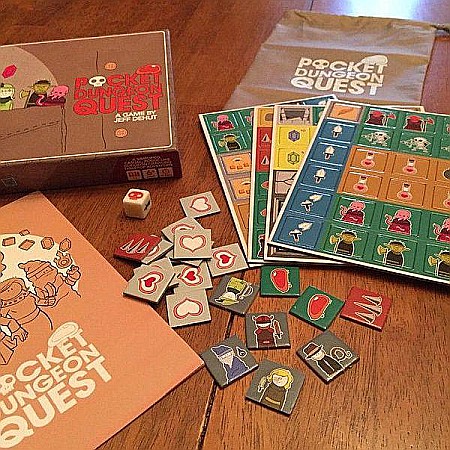 POCKET
DUNGEON
QUEST
A GAME BY
JEFF DEHUT
POCKET
DUNGEON
QUEST
POCKET
DUNGEON
QUEST